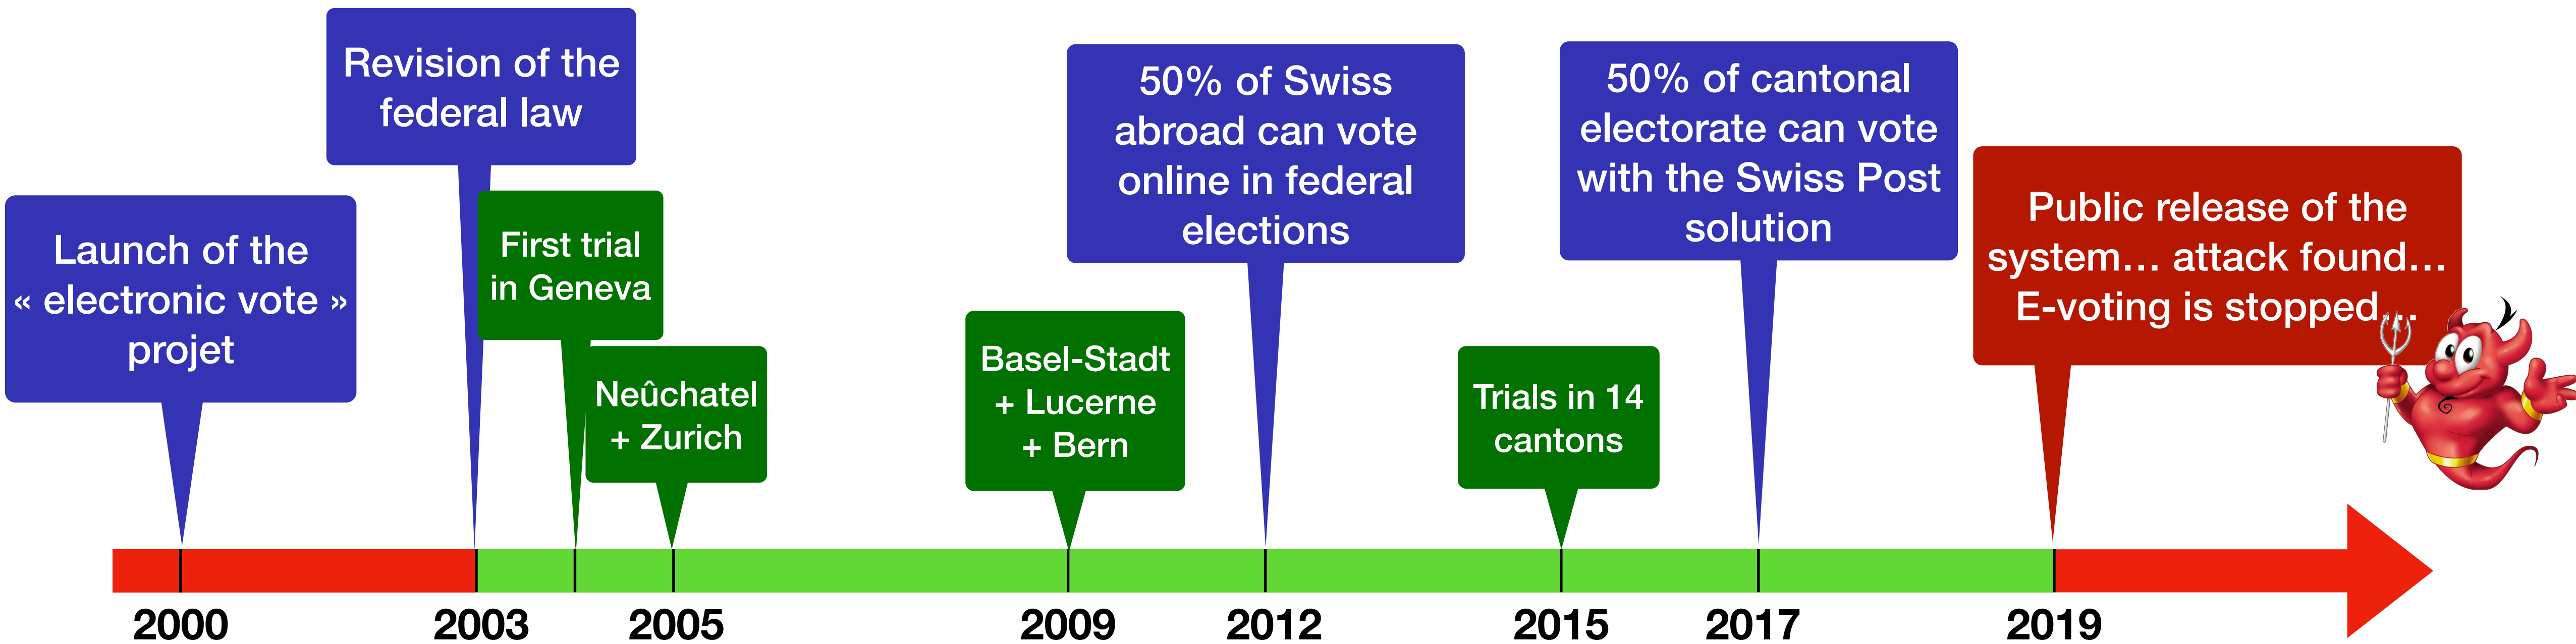 Launch of the
« electronic vote »
projet
Revision of the
federal law
First trial
in Geneva
Neûchatel
+ Zurich
Basel-Stadt
+ Lucerne
+ Bern
50% of Swiss
abroad can vote
online in federal
elections
Trials in 14
cantons
50% of cantonal
electorate can vote
with the Swiss Post
solution
Public release of the
system… attack found…
E-voting is stopped…
2000
2003
2005
2009
2012
2015
2017
2019